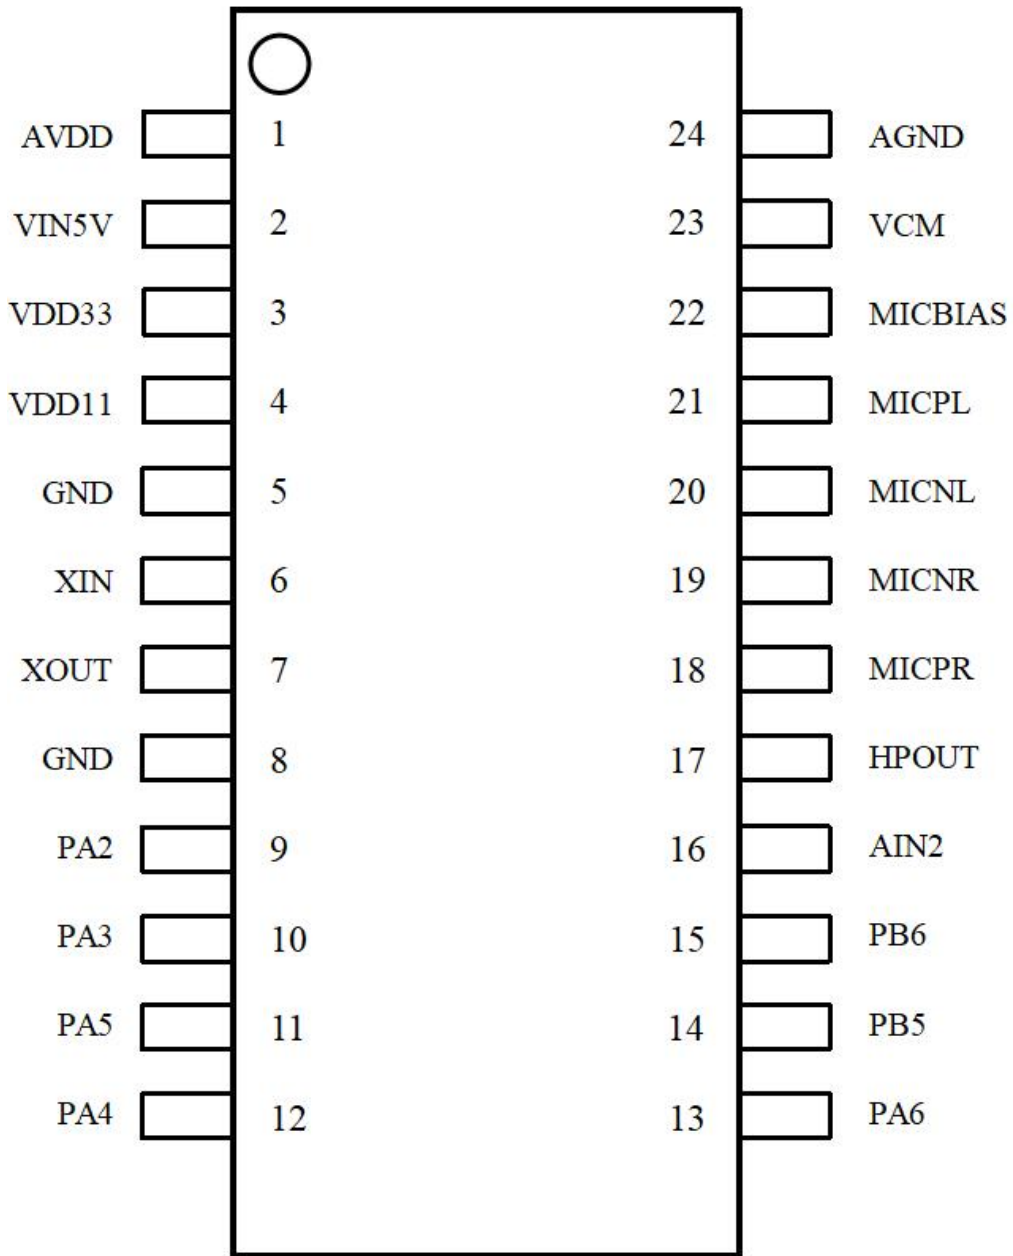 AVDD 1 24 AGND
VIN5V 2 23 VCM
VDD33 3 22 MICBIAS
VDD11 4 21 MICPL
GND 5 20 MICNL
XIN 6 19 MICNR
XOUT 7 18 MICPR
GND 8 17 HPOUT
PA2 9 16 AIN2
PA3 10 15 PB6
PA5 11 14 PB5
PA4 12 13 PA6